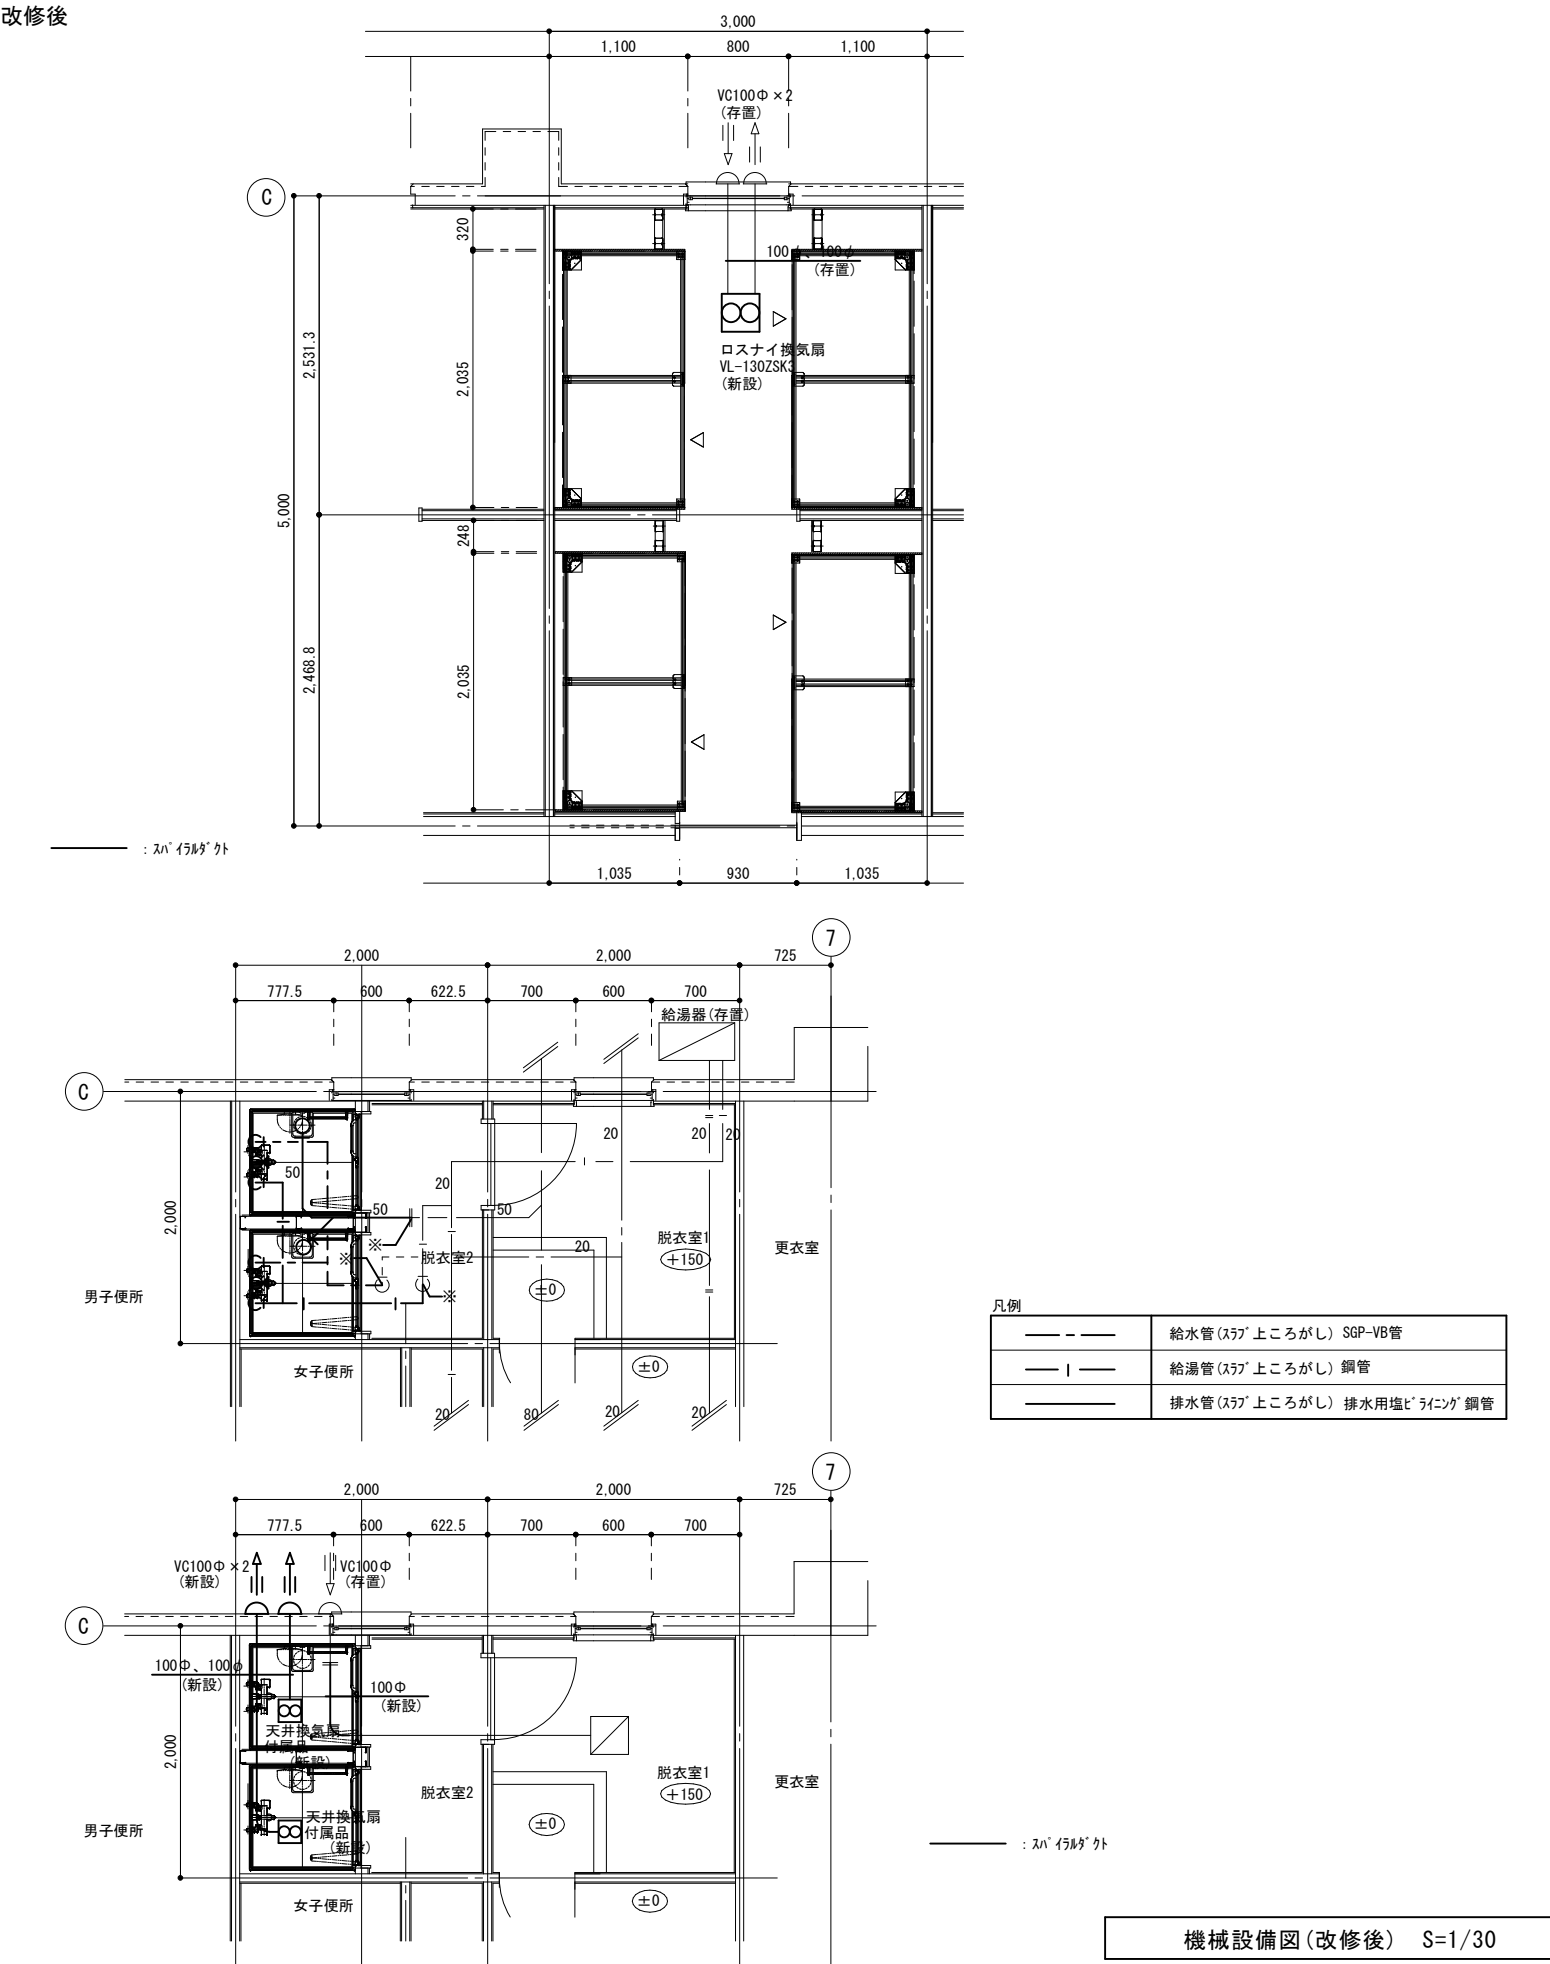 改修後
3,000
1,100
800
1,100
VC100Φ×2
(存置)
C
320
100φ、100φ
(存置)
2,531.3
2,035
ロスナイ換気扇
VL-130ZSK3
(新設)
5,000
248
2,468.8
2,035
:ｽﾊﾟｲﾗﾙﾀﾞｸﾄ
1,035
930
1,035
7
2,000
2,000
725
777.5
600
622.5
700
600
700
給湯器(存置)
C
20
20
20
50
20
2,000
50
50
※
※
脱衣室2
20
脱衣室1
+150
更衣室
±0
※
男子便所
女子便所
±0
20
80
20
20
凡例
給水管(ｽﾗﾌﾞ上ころがし) SGP-VB管
給湯管(ｽﾗﾌﾞ上ころがし) 鋼管
排水管(ｽﾗﾌﾞ上ころがし) 排水用塩ﾋﾞﾗｲﾆﾝｸﾞ鋼管
7
2,000
2,000
725
777.5
600
622.5
700
600
700
VC100Φ×2
(新設)
VC100Φ
(存置)
C
100Φ、100φ
(新設)
100Φ
(新設)
天井換気扇
付属品
(新設)
2,000
脱衣室2
脱衣室1
+150
更衣室
±0
天井換気扇
付属品
(新設)
男子便所
:ｽﾊﾟｲﾗﾙﾀﾞｸﾄ
女子便所
±0
機械設備図(改修後) S=1/30